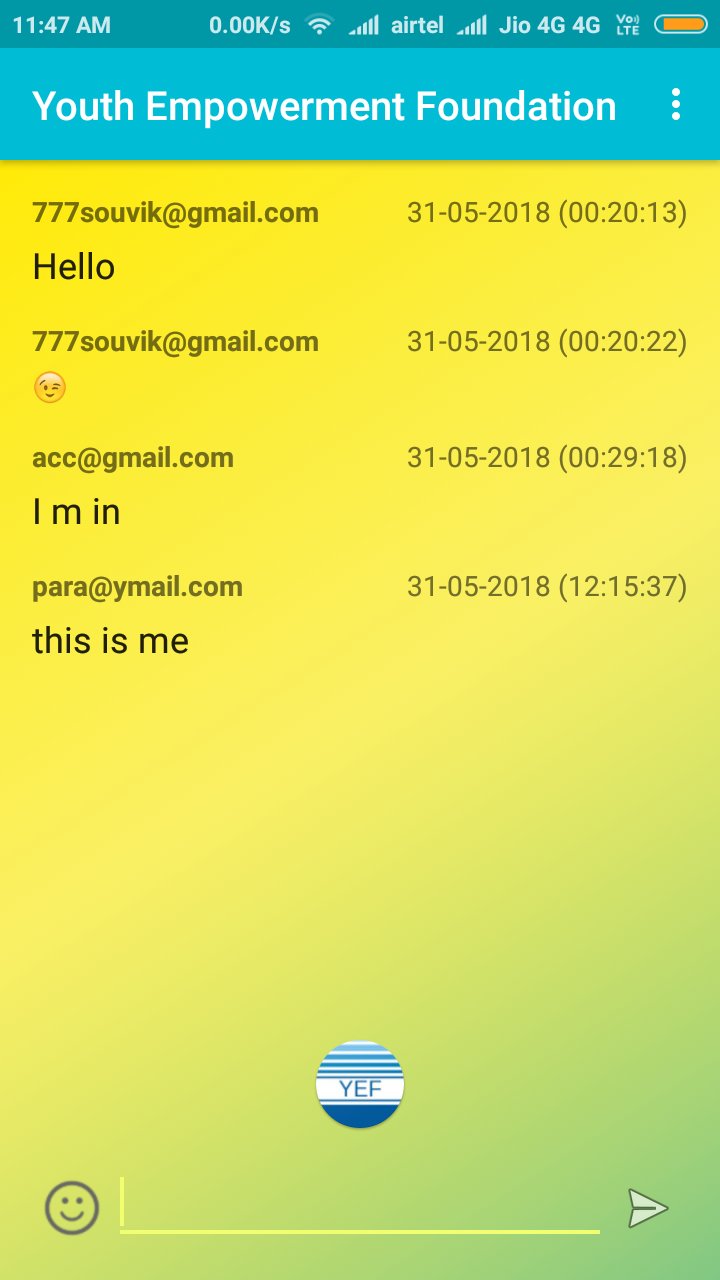 11:47 AM 0.00K/s airtel Jio 4G 4G Vo)) LTE
Youth Empowerment Foundation
777souvik@gmail.com 31-05-2018 (00:20:13)
Hello
777souvik@gmail.com 31-05-2018 (00:20:22)
😉
acc@gmail.com 31-05-2018 (00:29:18)
I m in
para@ymail.com 31-05-2018 (12:15:37)
this is me
YEF